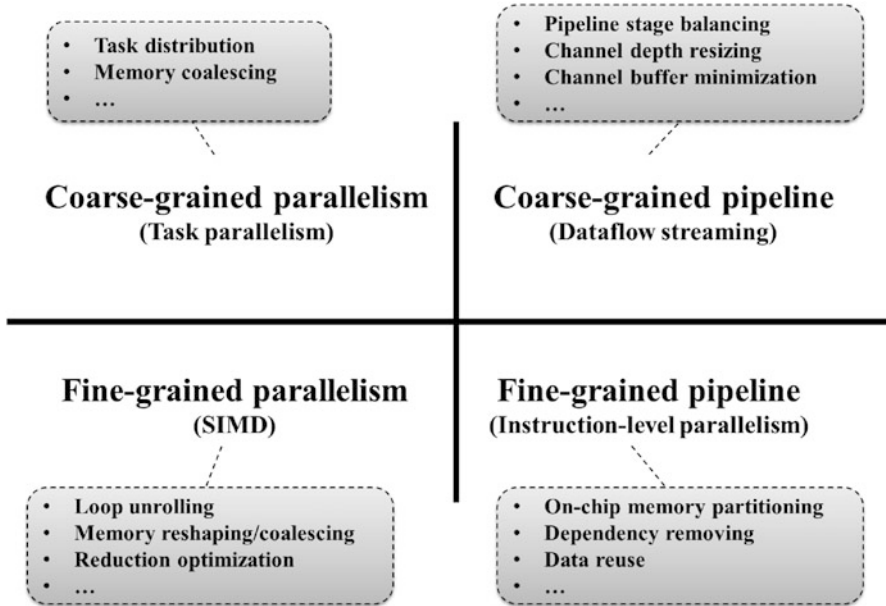 • Task distribution
• Memory coalescing
• ...
• Pipeline stage balancing
• Channel depth resizing
• Channel buffer minimization
• ...
Coarse-grained parallelism
(Task parallelism)
Coarse-grained pipeline
(Dataflow streaming)
Fine-grained parallelism
(SIMD)
Fine-grained pipeline
(Instruction-level parallelism)
• Loop unrolling
• Memory reshaping/coalescing
• Reduction optimization
• ...
• On-chip memory partitioning
• Dependency removing
• Data reuse
• ...